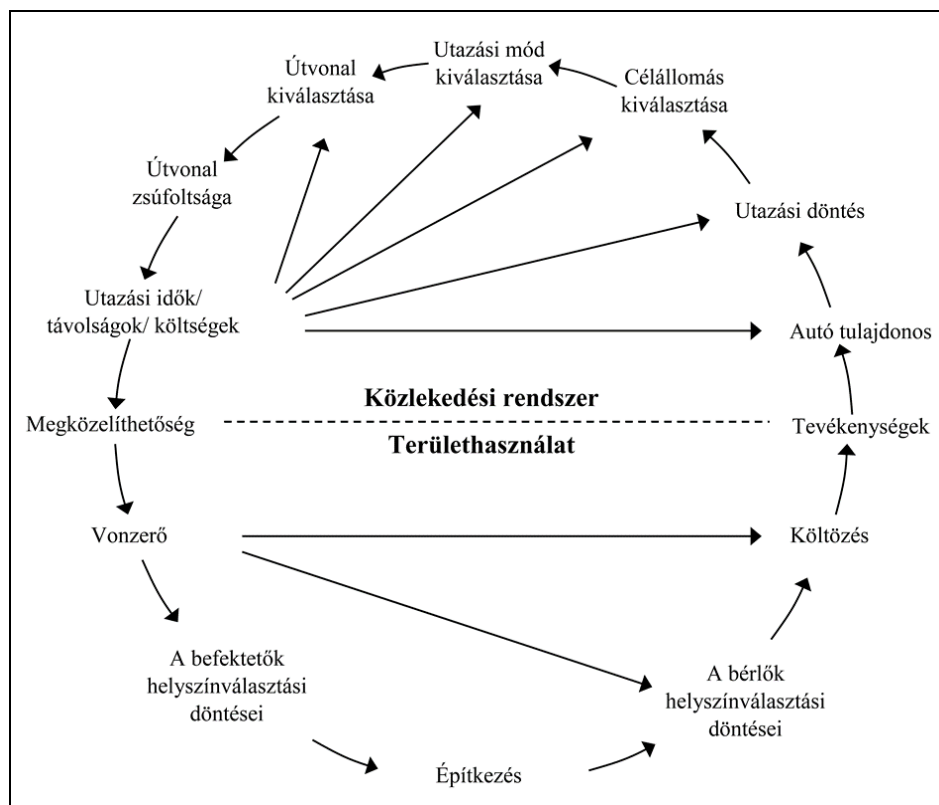 Utazási mód
kiválasztása
Útvonal
kiválasztása
Célállomás
kiválasztása
Útvonal
zsúfoltsága
Utazási döntés
Utazási idők/
távolságok/ költségek
Autó tulajdonos
Közlekedési rendszer
Megközelíthetőség
Tevékenységek
Területhasználat
Vonzerő
Költözés
A befektetők
helyszínválasztási
döntései
A bérlők
helyszínválasztási
döntései
Építkezés